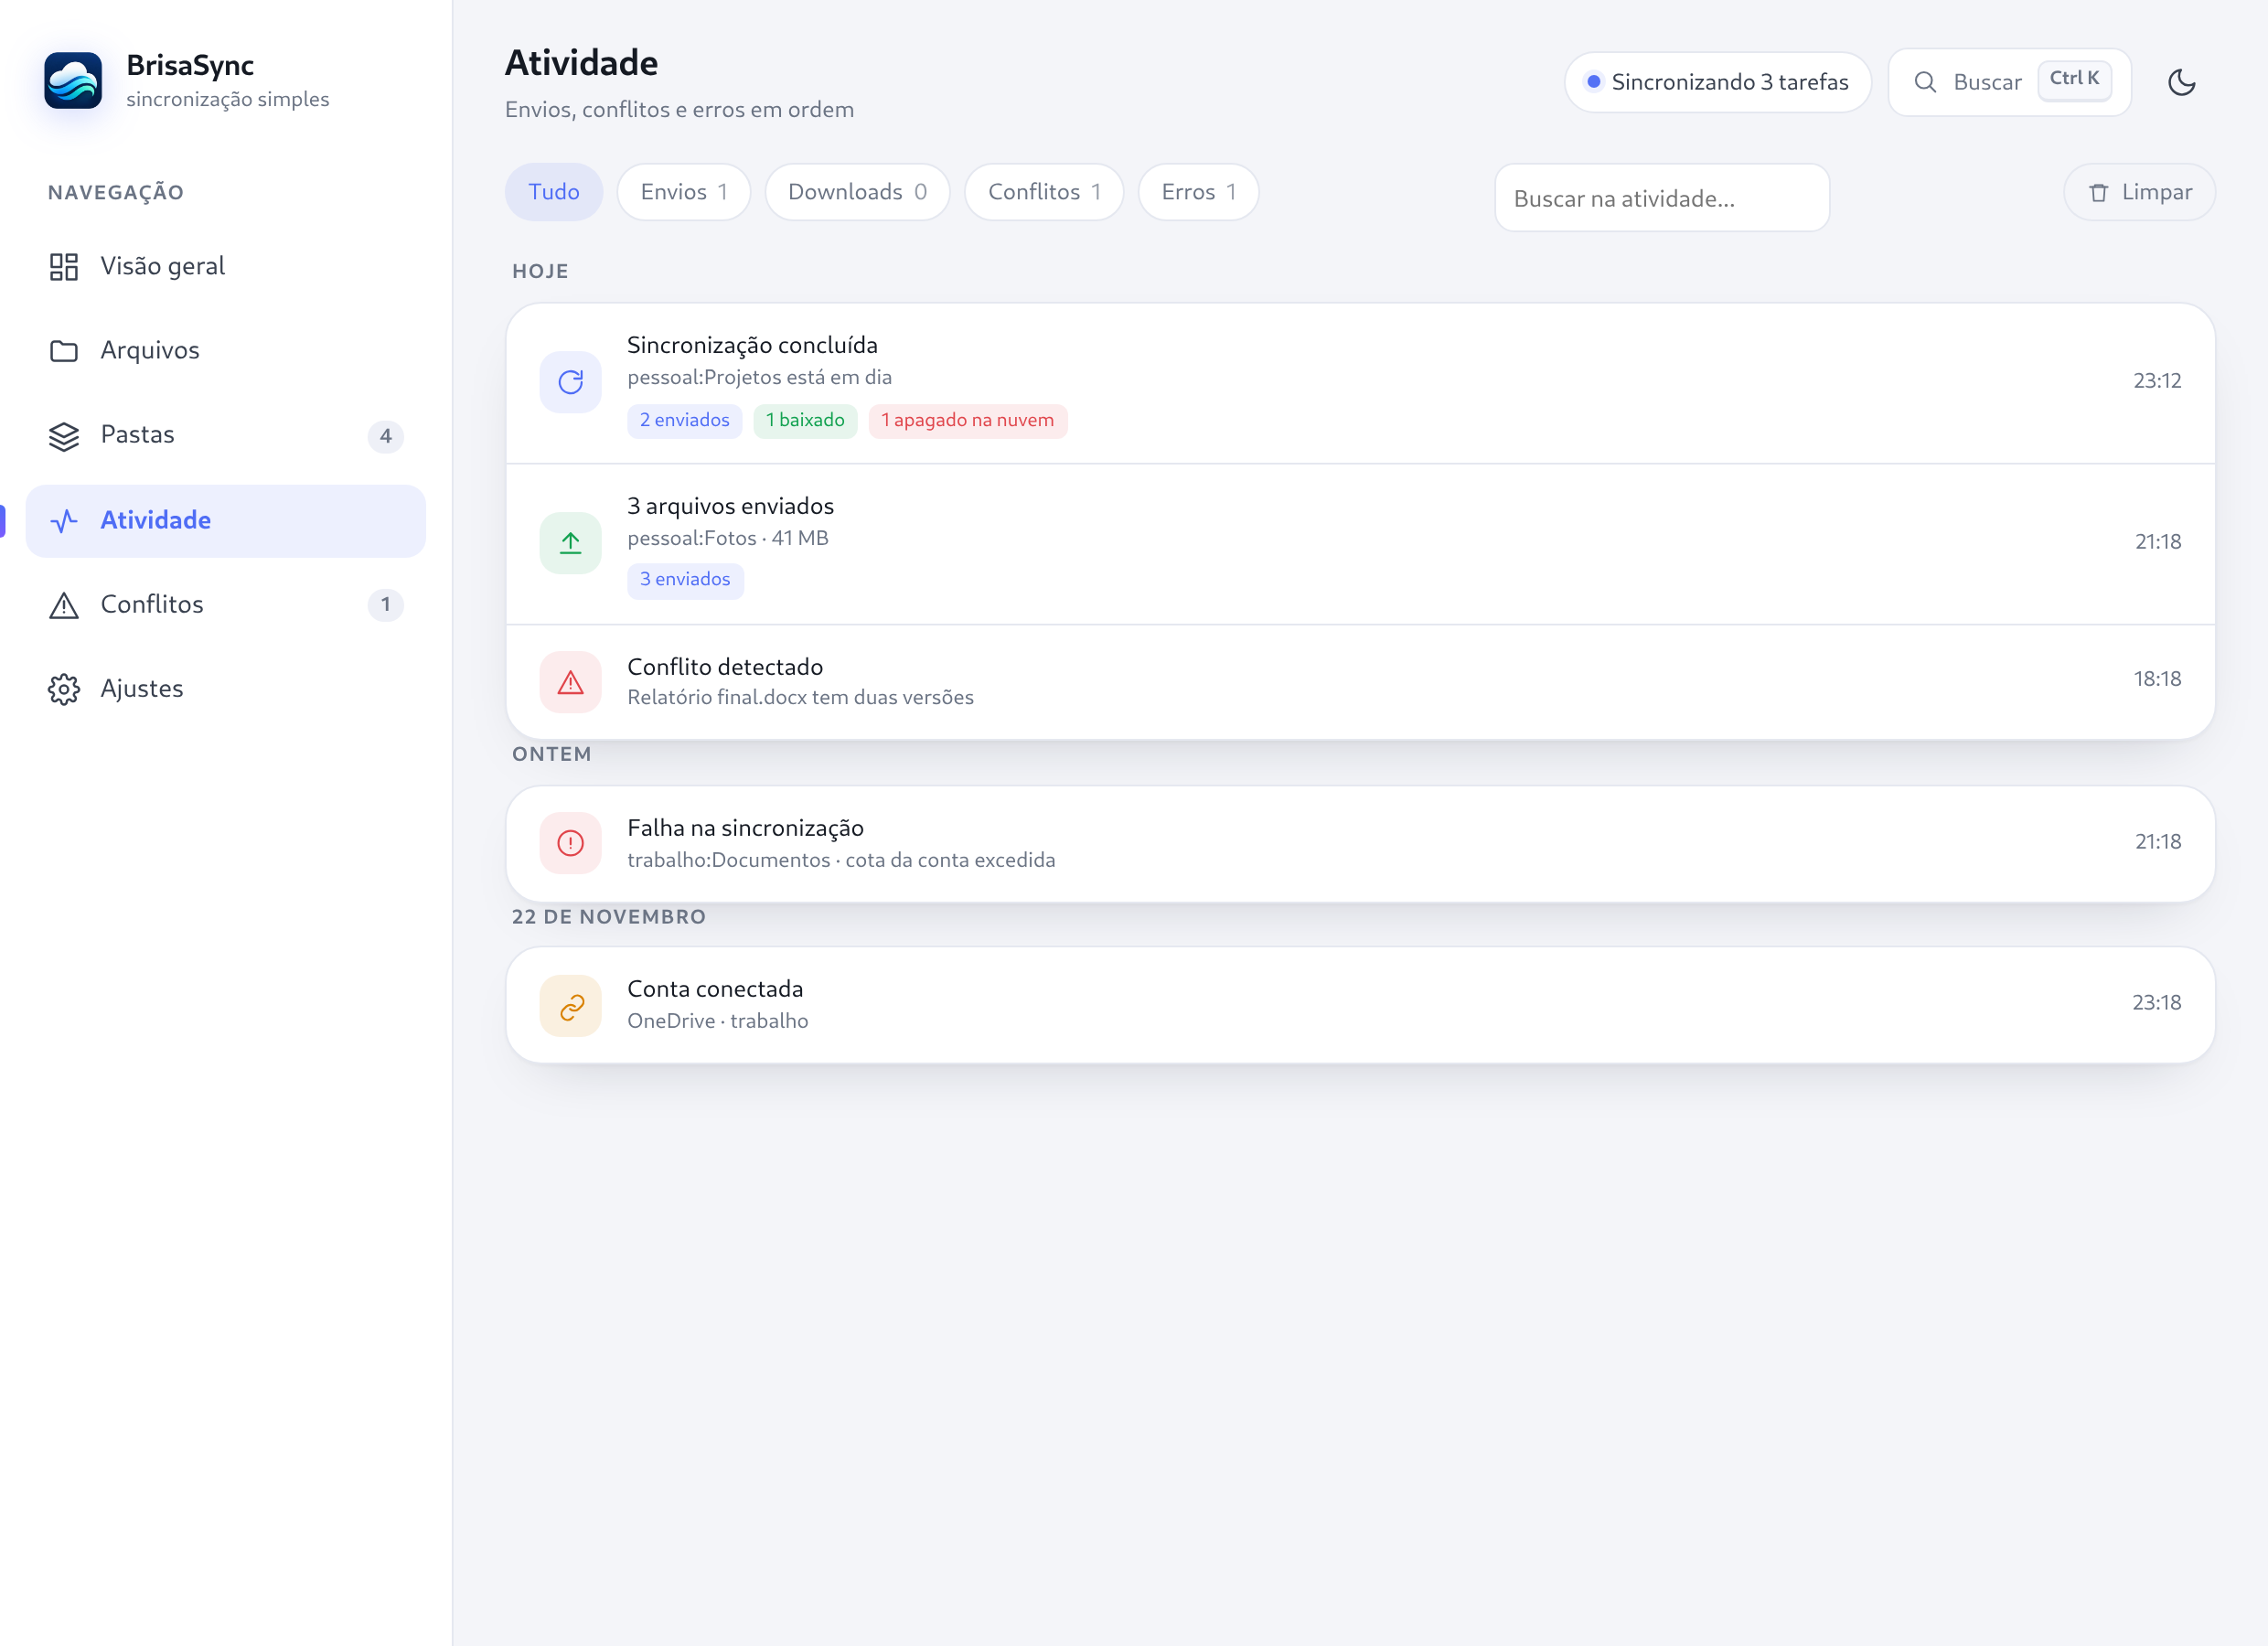 BrisaSync
sincronização simples
NAVEGAÇÃO
Visão geral
Arquivos
Pastas 4
Atividade
Conflitos 1
Ajustes
Atividade
Envios, conflitos e erros em ordem
Sincronizando 3 tarefas
Buscar Ctrl K
Tudo
Envios 1
Downloads 0
Conflitos 1
Erros 1
Buscar na atividade...
Limpar
HOJE
Sincronização concluída
pessoal:Projetos está em dia
2 enviados 1 baixado 1 apagado na nuvem
23:12
3 arquivos enviados
pessoal:Fotos · 41 MB
3 enviados
21:18
Conflito detectado
Relatório final.docx tem duas versões
18:18
ONTEM
Falha na sincronização
trabalho:Documentos · cota da conta excedida
21:18
22 DE NOVEMBRO
Conta conectada
OneDrive · trabalho
23:18